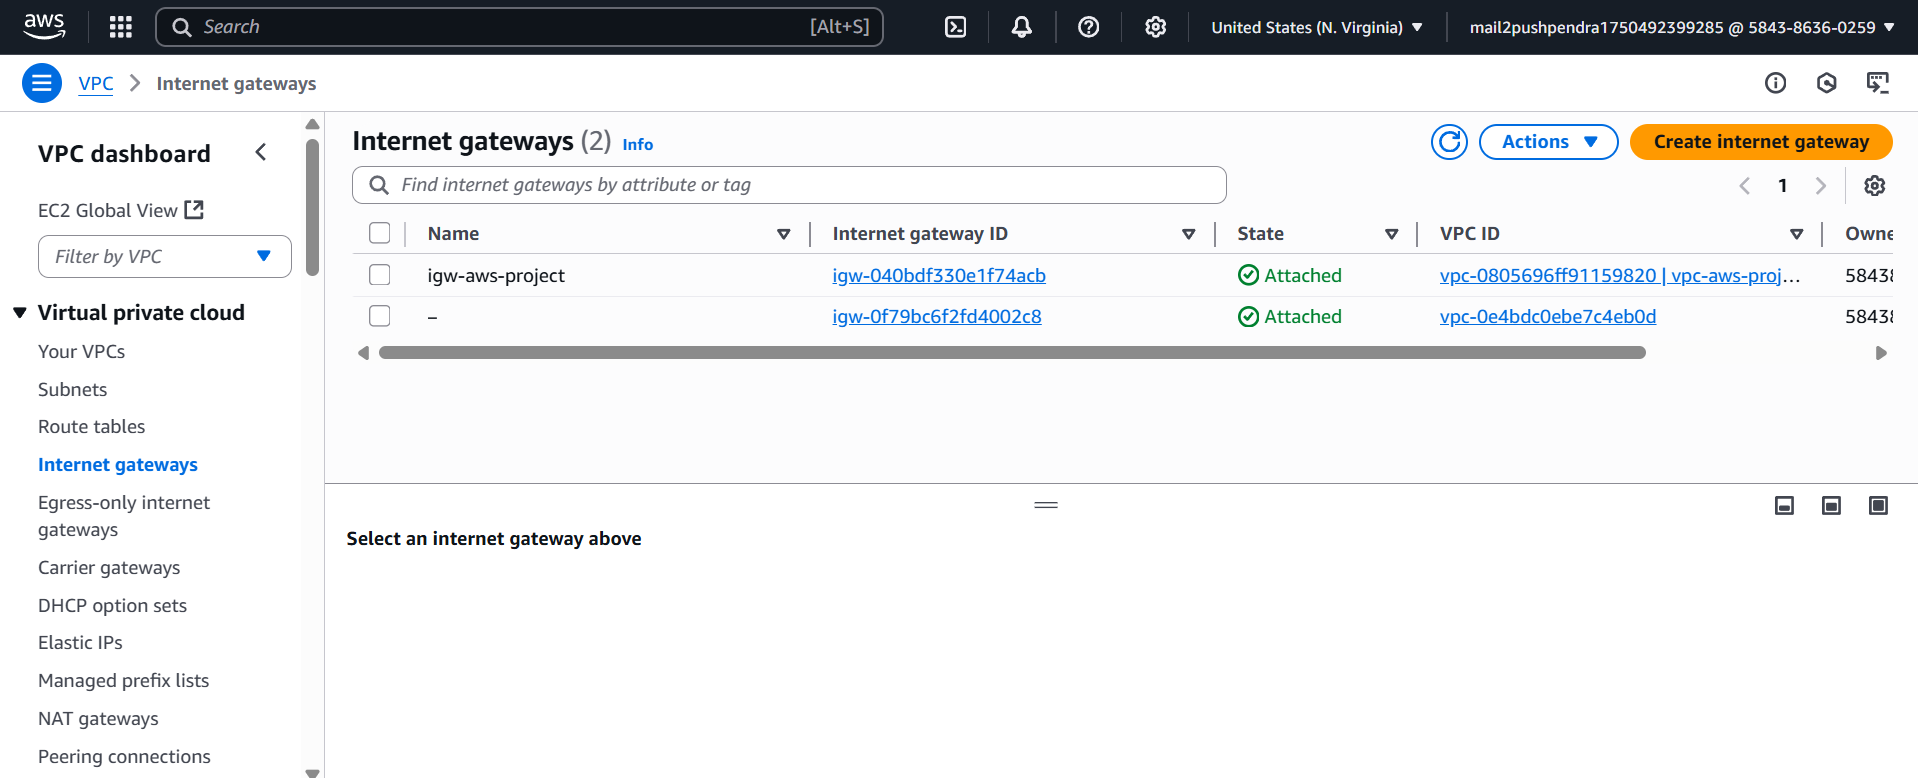 aws
Search [Alt+S] United States (N. Virginia) mail2pushpendra1750492399285 @ 5843-8636-0259
VPC Internet gateways
VPC dashboard
EC2 Global View
Filter by VPC
Virtual private cloud
Your VPCs
Subnets
Route tables
Internet gateways
Egress-only internet
gateways
Carrier gateways
DHCP option sets
Elastic IPs
Managed prefix lists
NAT gateways
Peering connections
Internet gateways (2) Info Actions Create internet gateway
Find internet gateways by attribute or tag 1
Name Internet gateway ID State VPC ID Owne
igw-aws-project igw-040bdf330e1f74acb Attached vpc-0805696ff91159820 | vpc-aws-proj... 58438
– igw-0f79bc6f2fd4002c8 Attached vpc-0e4bdc0ebe7c4eb0d 58438
Select an internet gateway above